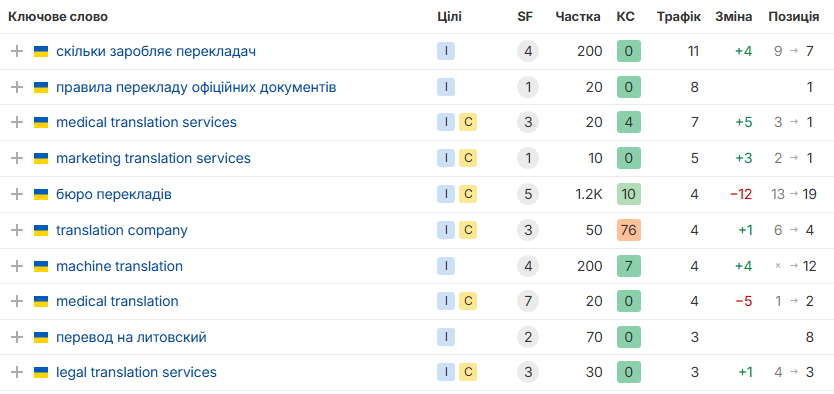 Ключове слово Цілі SF Частка КС Трафік Зміна Позиція
скільки заробляє перекладач I 4 200 0 11 +4 9 → 7
правила перекладу офіційних документів I 1 20 0 8 1
medical translation services I C 3 20 4 7 +5 3 → 1
marketing translation services I C 1 10 0 5 +3 2 → 1
бюро перекладів I C 5 1.2K 10 4 −12 13 → 19
translation company I C 3 50 76 4 +1 6 → 4
machine translation I 4 200 7 4 +4 × → 12
medical translation I C 7 20 0 4 −5 1 → 2
перевод на литовский I 2 70 0 3 8
legal translation services I C 3 30 0 3 +1 4 → 3